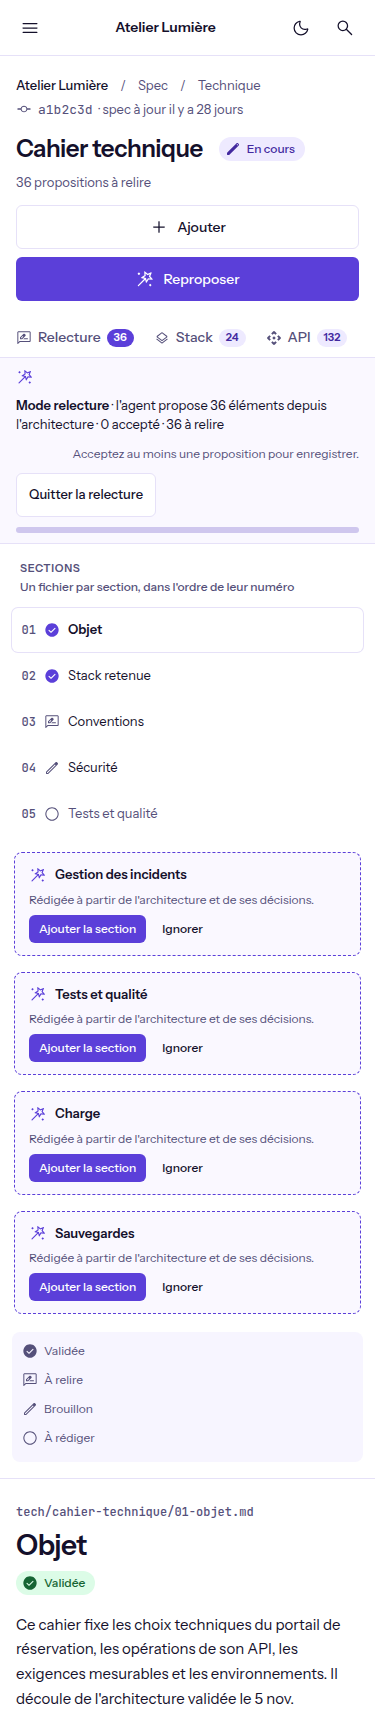 Atelier Lumière
Atelier Lumière / Spec / Technique
a1b2c3d · spec à jour il y a 28 jours
Cahier technique En cours
36 propositions à relire
Ajouter
Reproposer
Relecture 36 Stack 24 API 132
Mode relecture · l'agent propose 36 éléments depuis
l'architecture · 0 accepté · 36 à relire
Acceptez au moins une proposition pour enregistrer.
Quitter la relecture
SECTIONS
Un fichier par section, dans l'ordre de leur numéro
01 Objet
02 Stack retenue
03 Conventions
04 Sécurité
05 Tests et qualité
Gestion des incidents
Rédigée à partir de l'architecture et de ses décisions.
Ajouter la section Ignorer
Tests et qualité
Rédigée à partir de l'architecture et de ses décisions.
Ajouter la section Ignorer
Charge
Rédigée à partir de l'architecture et de ses décisions.
Ajouter la section Ignorer
Sauvegardes
Rédigée à partir de l'architecture et de ses décisions.
Ajouter la section Ignorer
Validée
À relire
Brouillon
À rédiger
tech/cahier-technique/01-objet.md
Objet
Validée
Ce cahier fixe les choix techniques du portail de
réservation, les opérations de son API, les
exigences mesurables et les environnements. Il
découle de l'architecture validée le 5 nov.